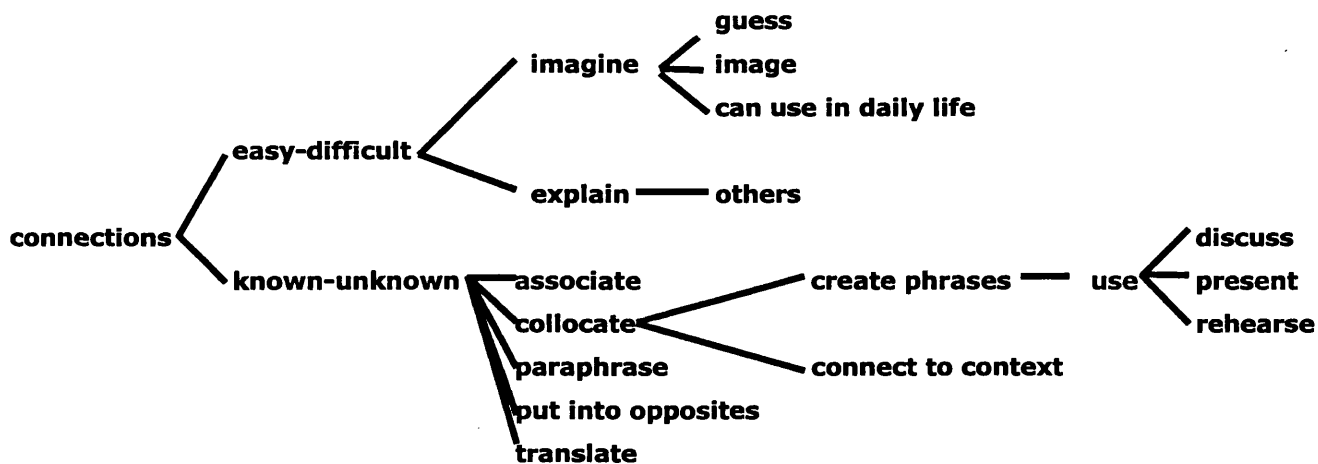 guess
imagine
image
can use in daily life
easy-difficult
explain others
connections
discuss
known-unknown associate create phrases use present
collocate rehearse
paraphrase connect to context
put into opposites
translate